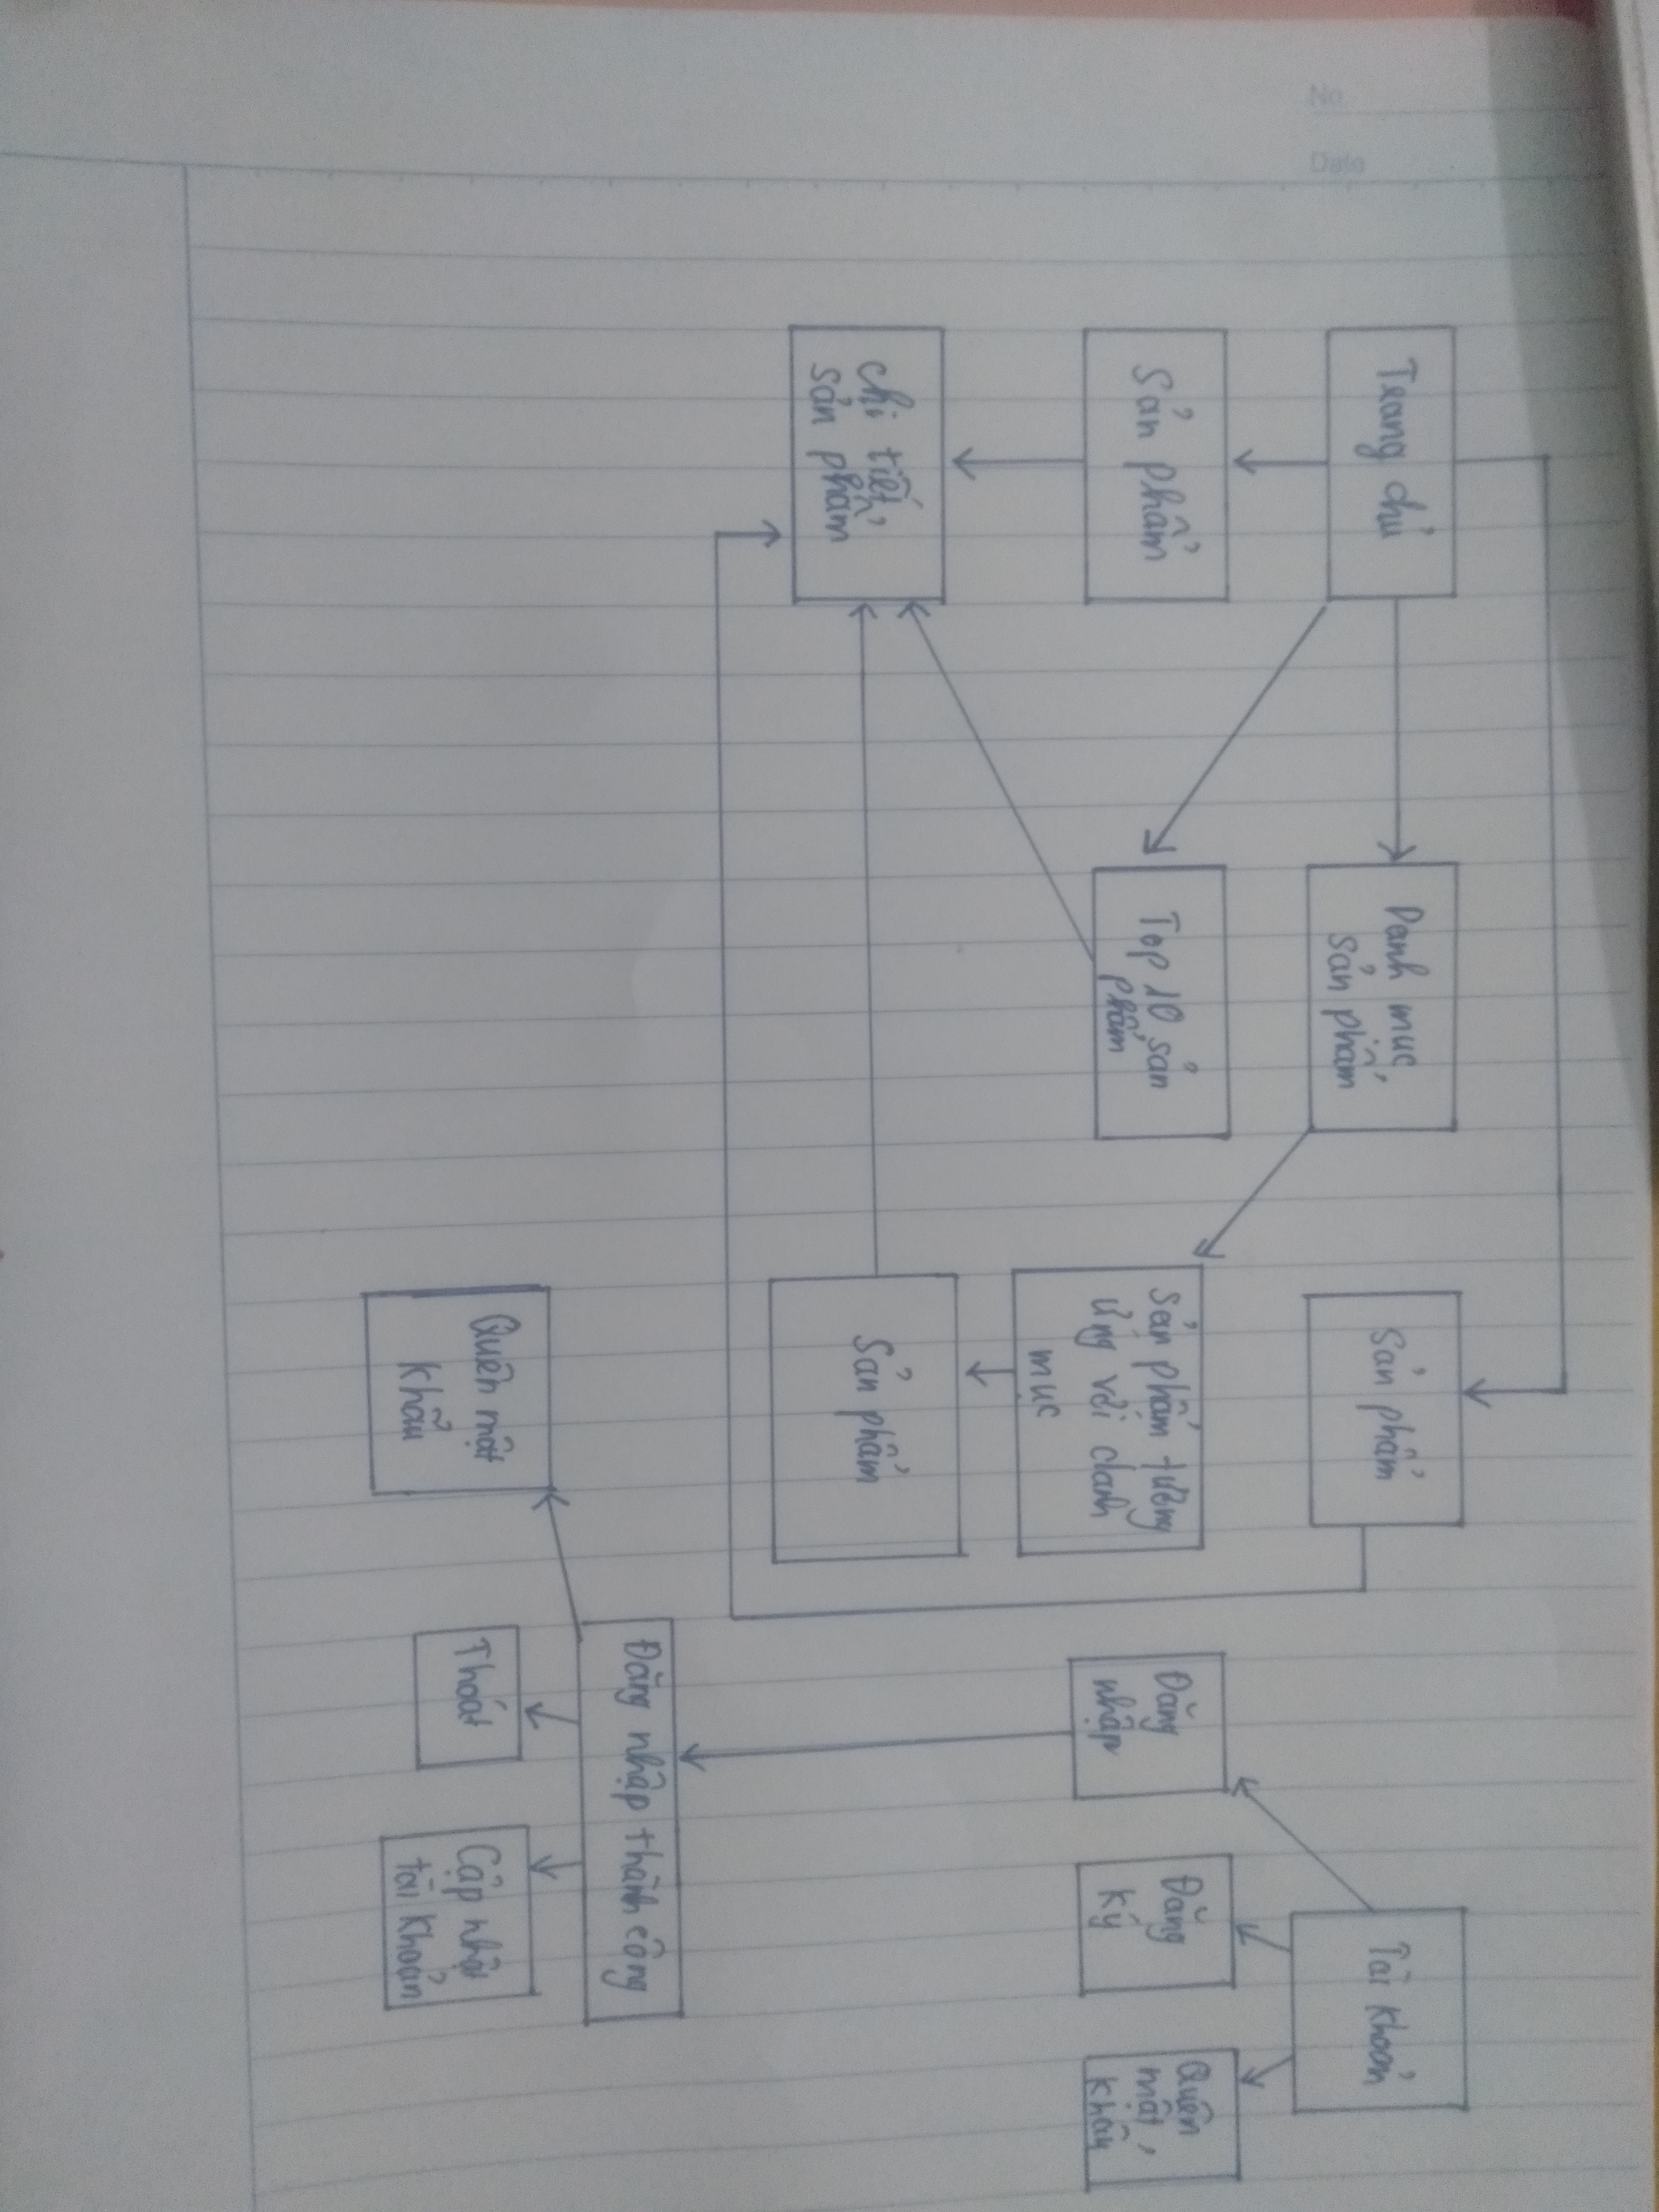 No
Date
Trang chủ
Danh mục
sản phẩm
Sản phẩm
Tài khoản
Sản phẩm
Top 10 sản
phẩm
Sản phẩm tương
ứng với danh
mục
Đăng
nhập
Đăng
ký
Quên
mật
khẩu
Chi tiết
sản phẩm
Sản phẩm
Đăng nhập thành công
Quên mật
khẩu
Thoát
Cập nhật
tài khoản